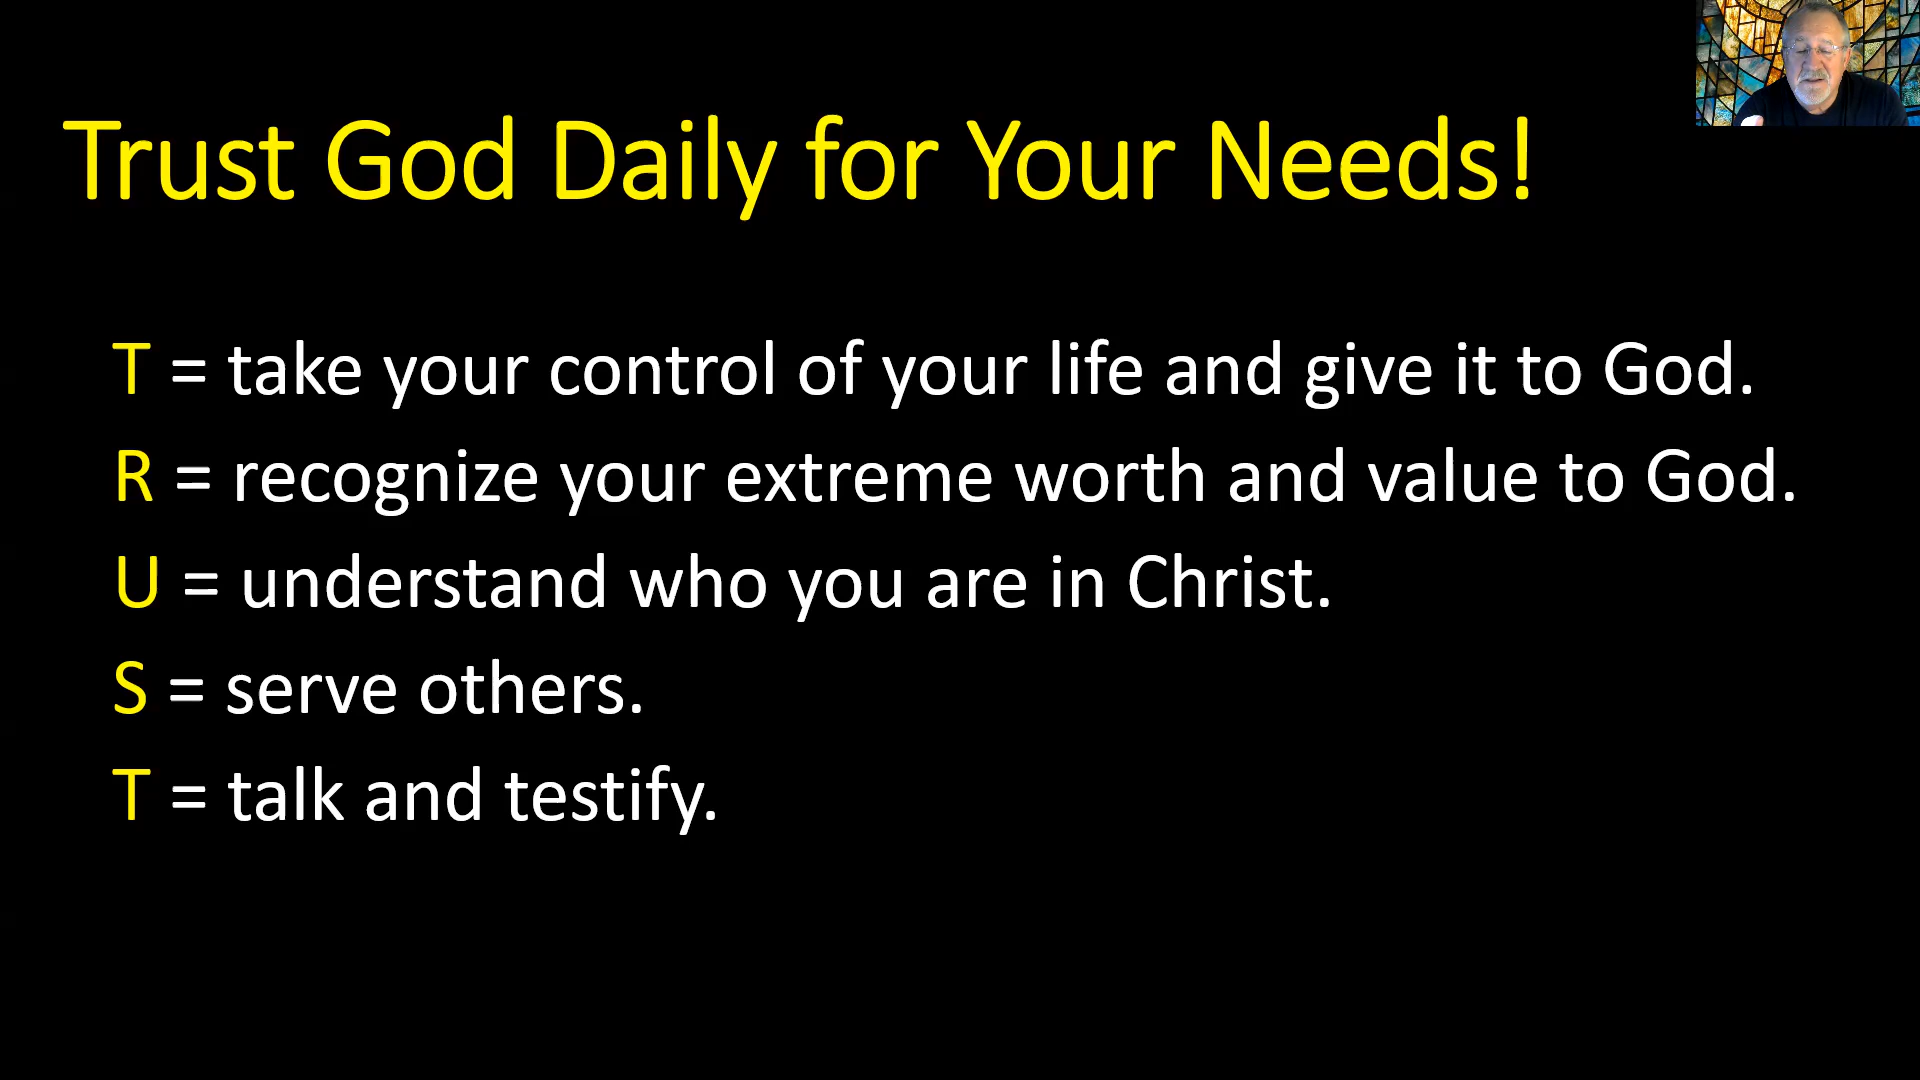 Trust God Daily for Your Needs!
T = take your control of your life and give it to God.
R = recognize your extreme worth and value to God.
U = understand who you are in Christ.
S = serve others.
T = talk and testify.